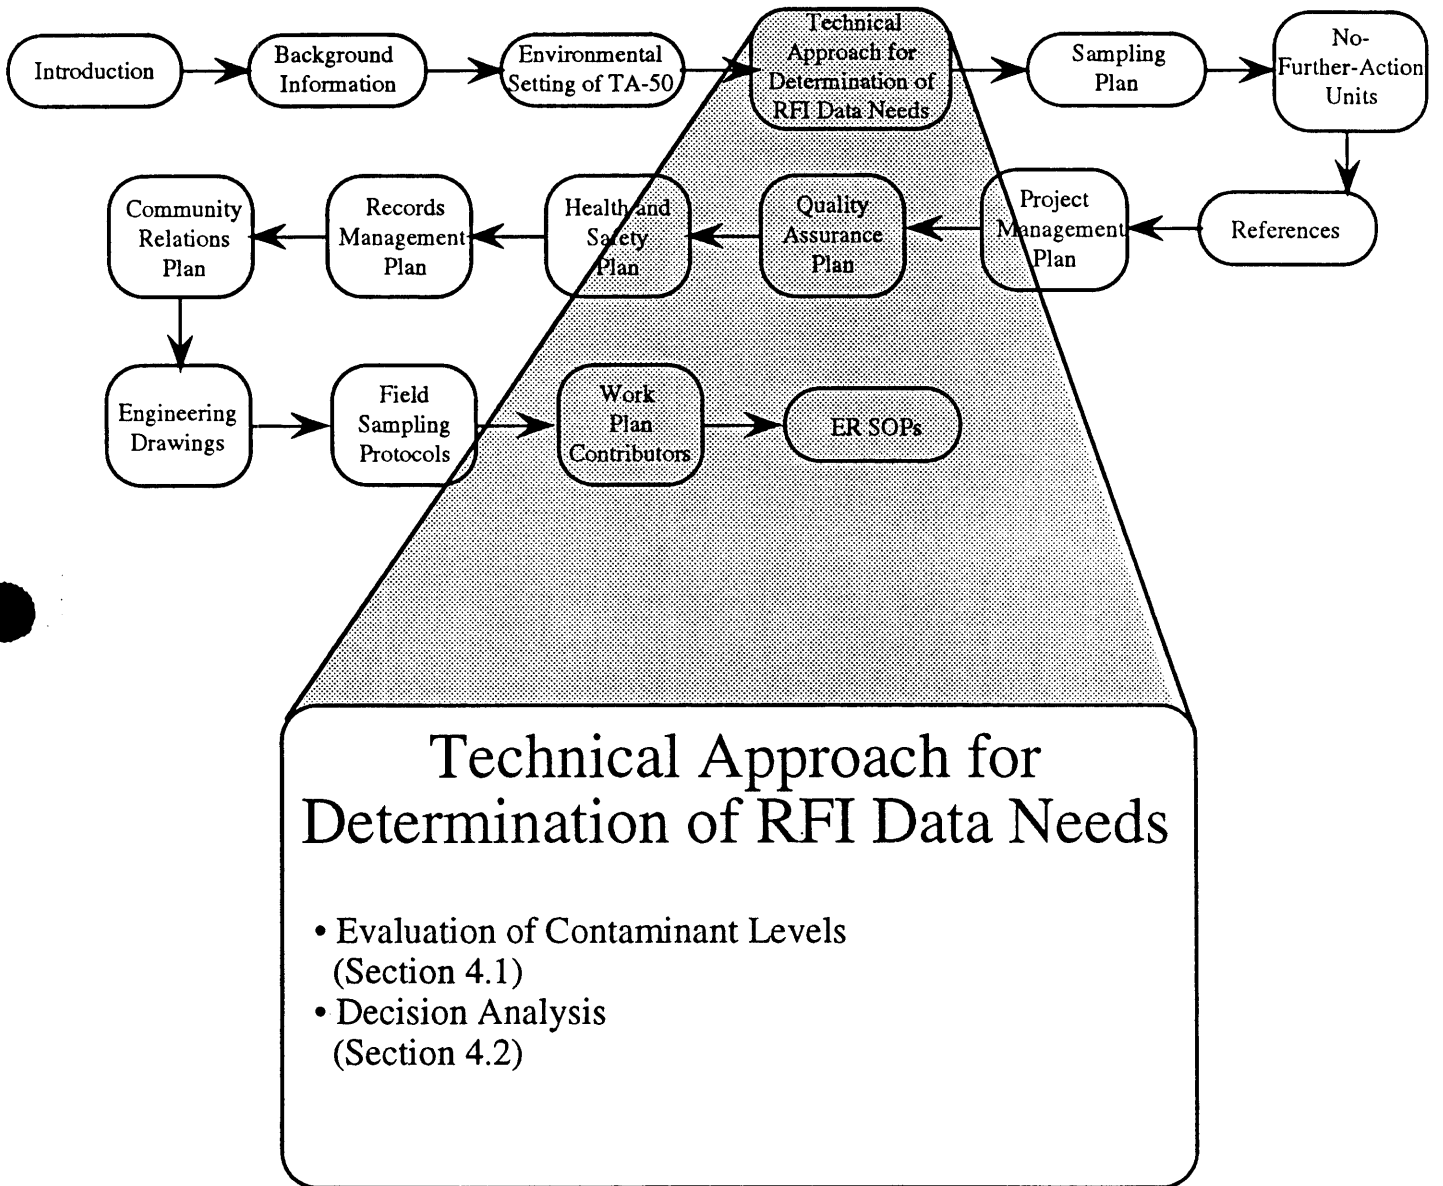 Introduction
Background
Information
Environmental
Setting of TA-50
Technical
Approach for
Determination of
RFI Data Needs
Sampling
Plan
No-
Further-Action
Units
References
Project
Management
Plan
Quality
Assurance
Plan
Health and
Safety
Plan
Records
Management
Plan
Community
Relations
Plan
Engineering
Drawings
Field
Sampling
Protocols
Work
Plan
Contributors
ER SOPs
Technical Approach for
Determination of RFI Data Needs
• Evaluation of Contaminant Levels
(Section 4.1)
• Decision Analysis
(Section 4.2)